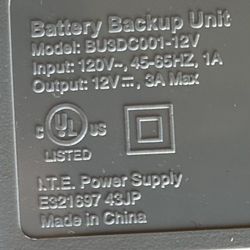 Battery Backup Unit
Model: BU3DC001-12V
Input: 120V~, 45-65HZ, 1A
Output: 12V⎓, 3A Max
c UL US
LISTED
I.T.E. Power Supply
E321697 43JP
Made in China